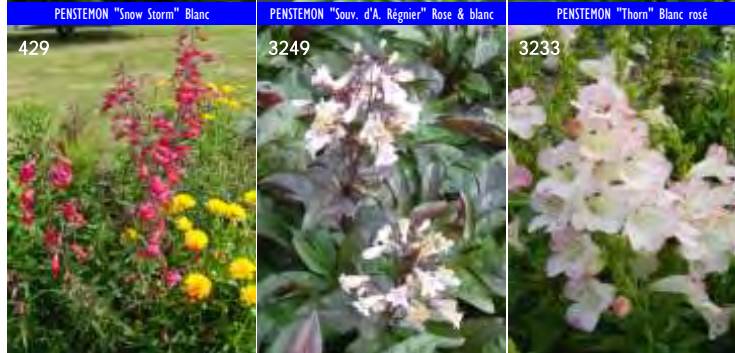 PENSTEMON "Snow Storm" Blanc
429
PENSTEMON "Souv. d'A. Régnier" Rose & blanc
3249
PENSTEMON "Thorn" Blanc rosé
3233